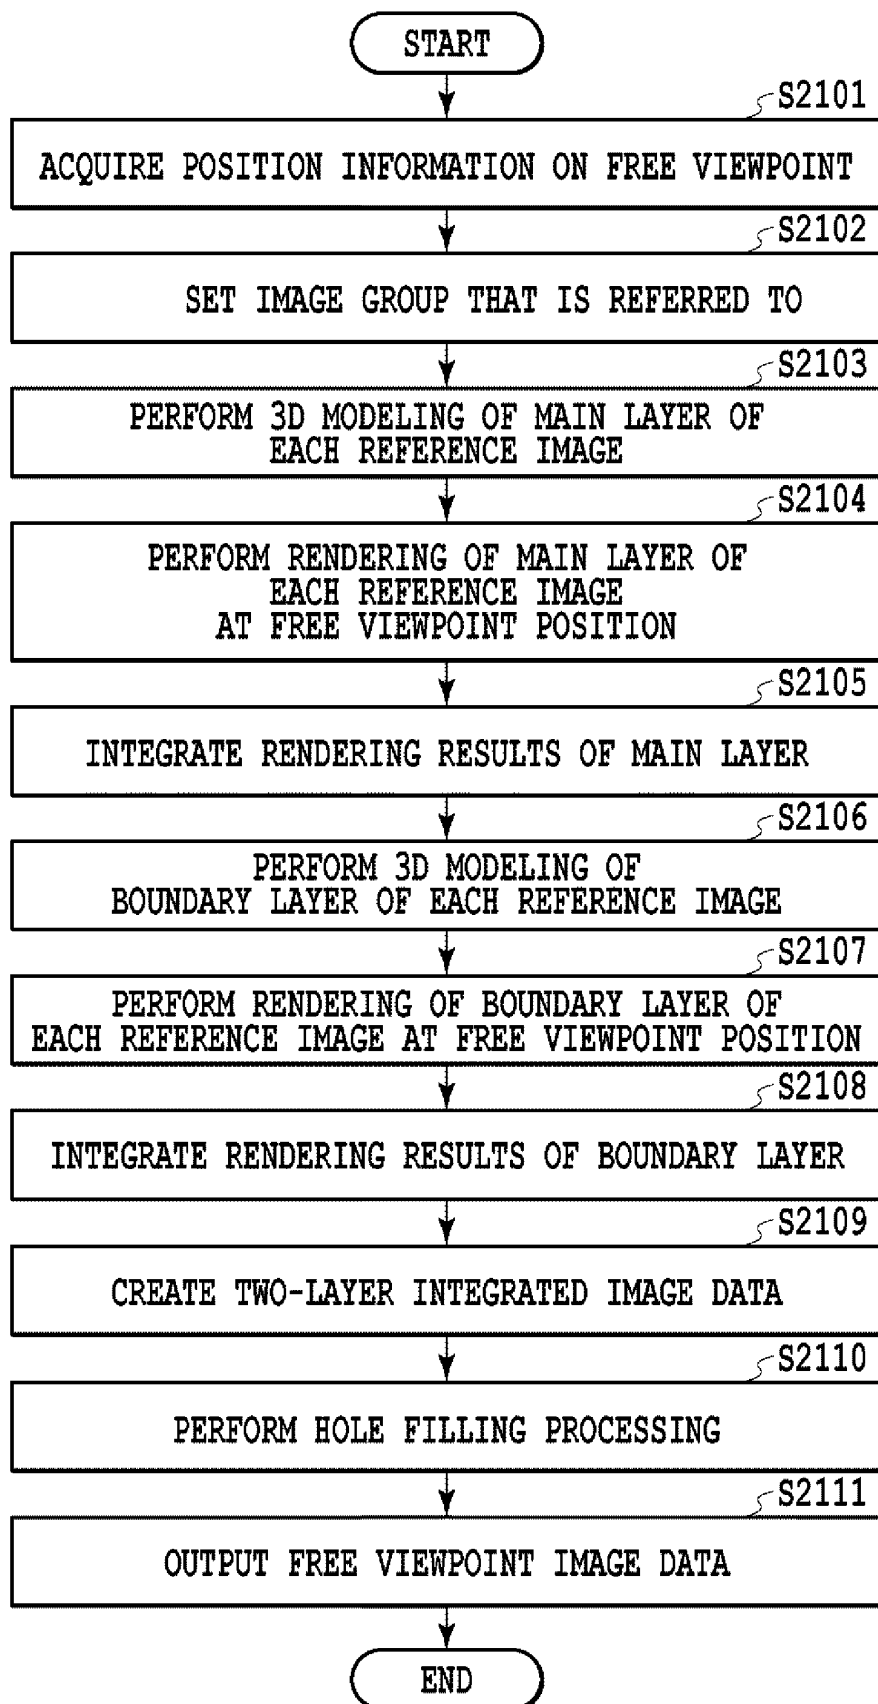 START
S2101
ACQUIRE POSITION INFORMATION ON FREE VIEWPOINT
S2102
SET IMAGE GROUP THAT IS REFERRED TO
S2103
PERFORM 3D MODELING OF MAIN LAYER OF
EACH REFERENCE IMAGE
S2104
PERFORM RENDERING OF MAIN LAYER OF
EACH REFERENCE IMAGE
AT FREE VIEWPOINT POSITION
S2105
INTEGRATE RENDERING RESULTS OF MAIN LAYER
S2106
PERFORM 3D MODELING OF
BOUNDARY LAYER OF EACH REFERENCE IMAGE
S2107
PERFORM RENDERING OF BOUNDARY LAYER OF
EACH REFERENCE IMAGE AT FREE VIEWPOINT POSITION
S2108
INTEGRATE RENDERING RESULTS OF BOUNDARY LAYER
S2109
CREATE TWO-LAYER INTEGRATED IMAGE DATA
S2110
PERFORM HOLE FILLING PROCESSING
S2111
OUTPUT FREE VIEWPOINT IMAGE DATA
END